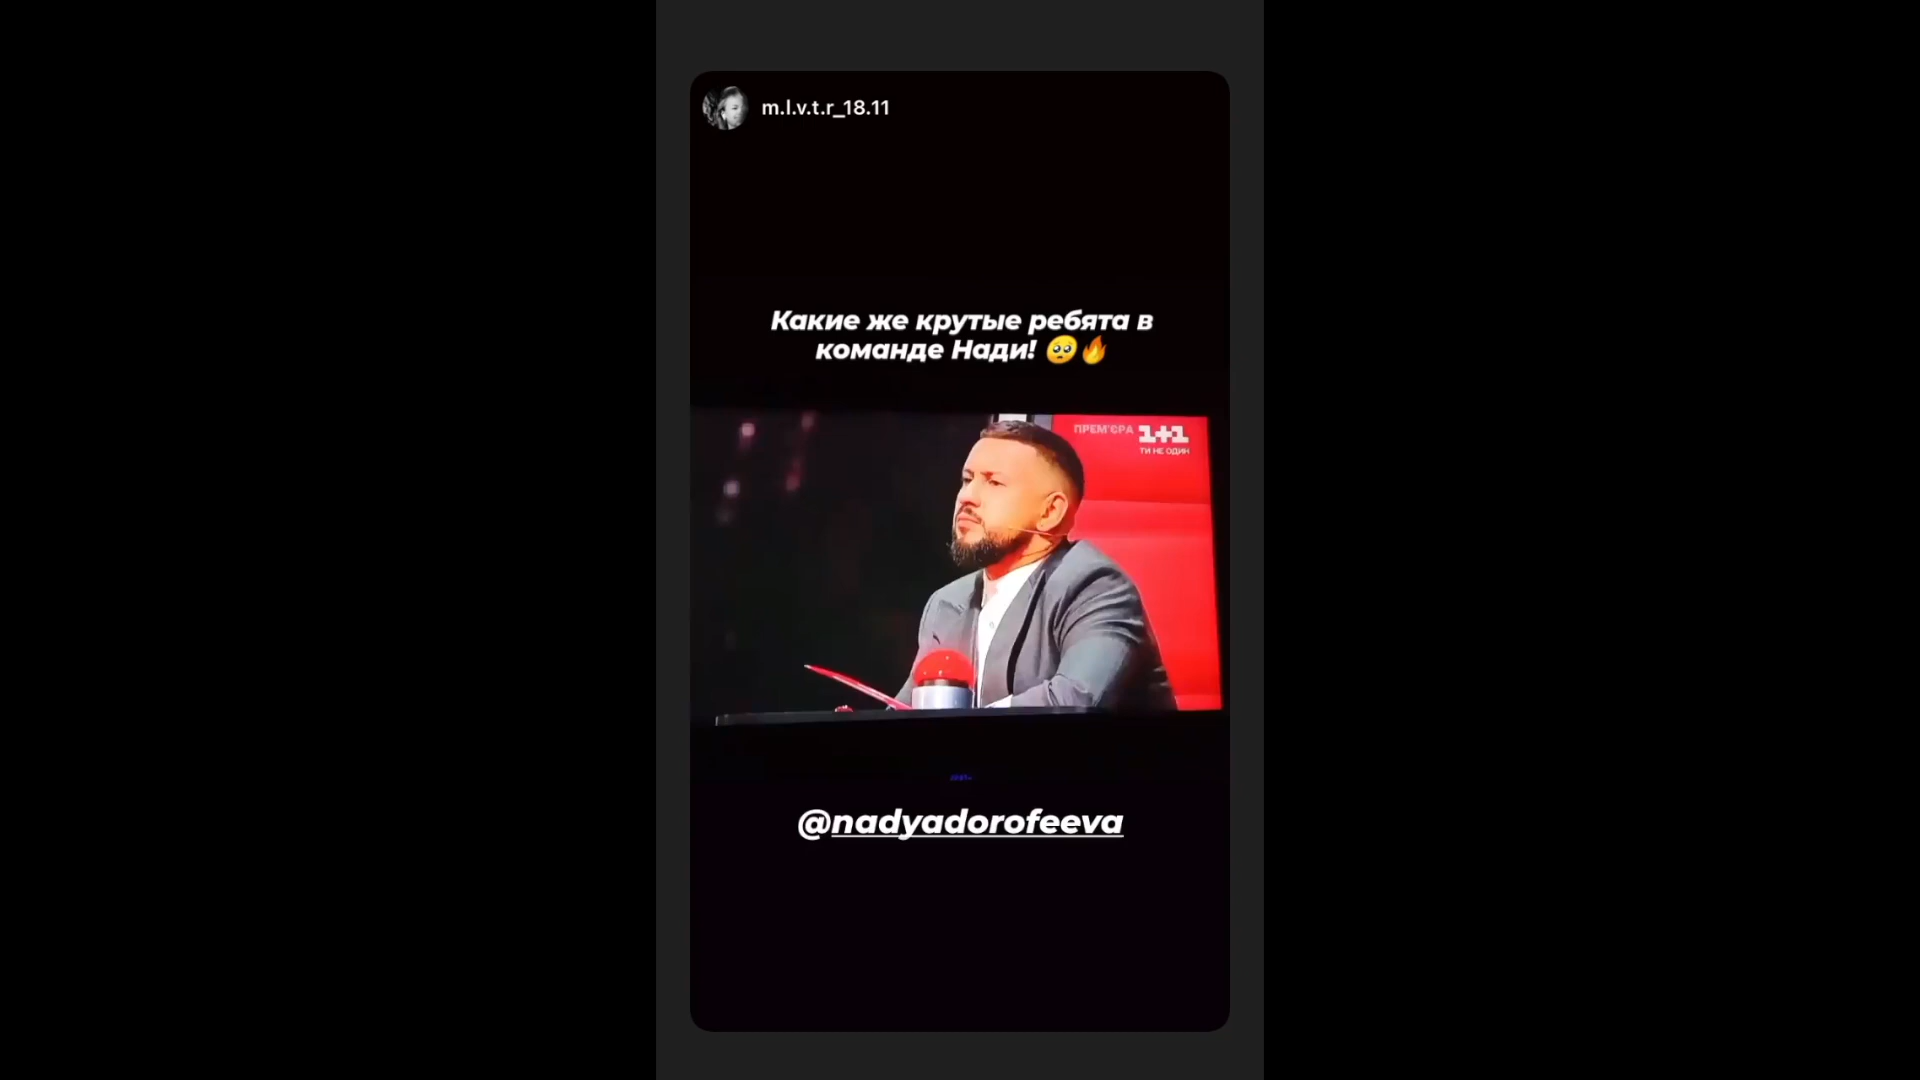 m.l.v.t.r_18.11
Какие же крутые ребята в
команде Нади! 🥺🔥
ПРЕМ'ЄРА 1+1
ТИ НЕ ОДИН
@nadyadorofeeva